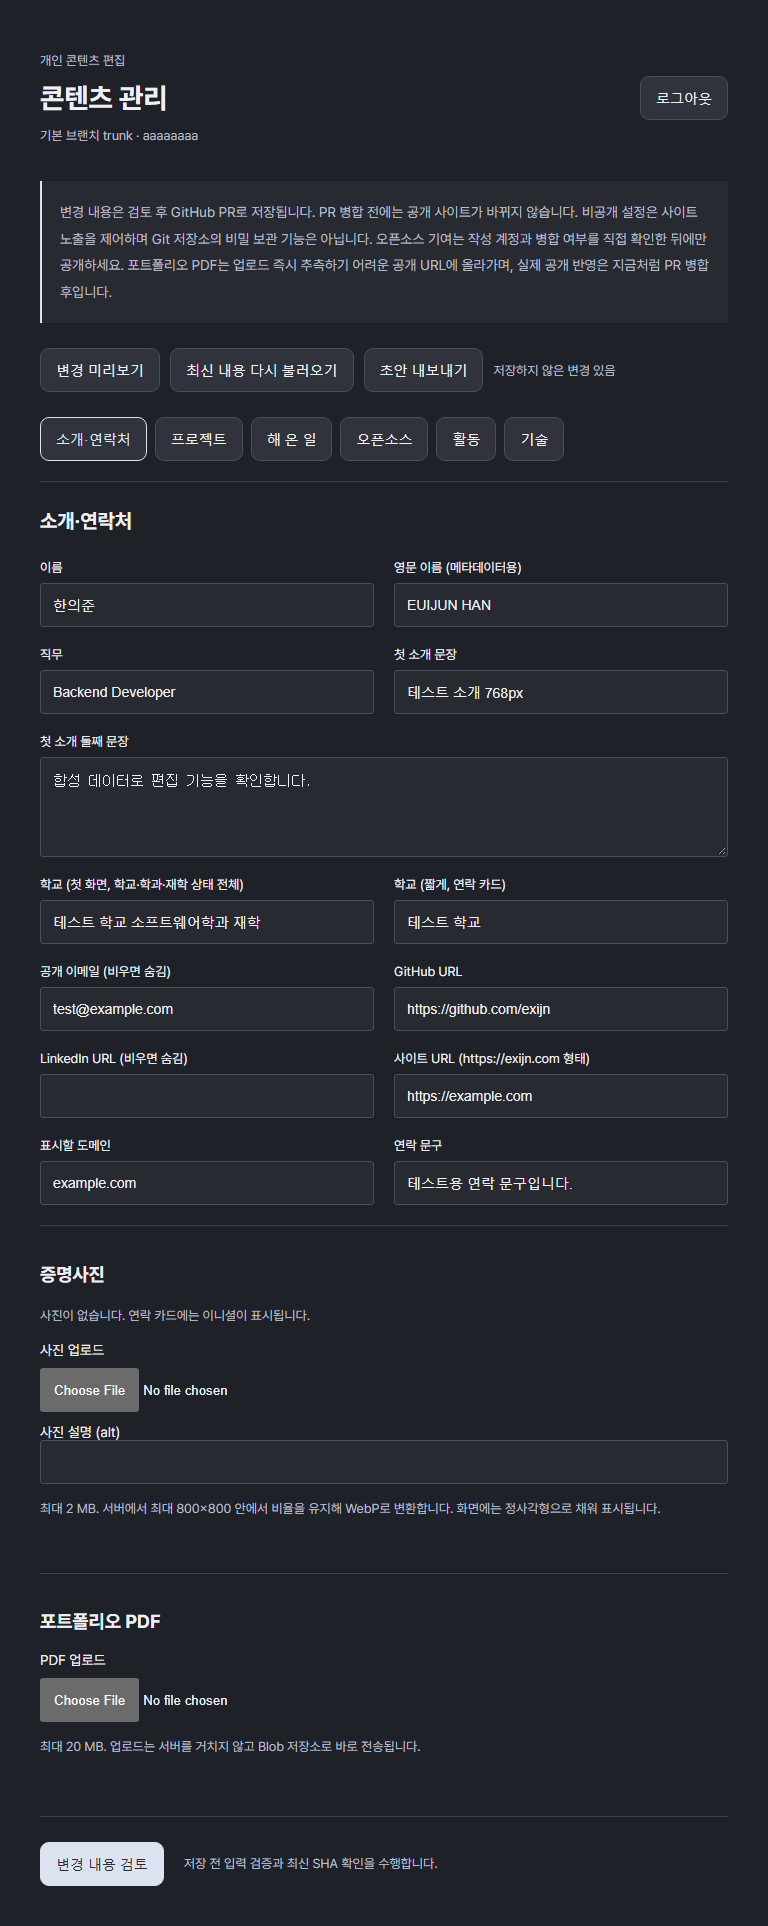 개인 콘텐츠 편집
콘텐츠 관리
로그아웃
기본 브랜치 trunk · aaaaaaaa
변경 내용은 검토 후 GitHub PR로 저장됩니다. PR 병합 전에는 공개 사이트가 바뀌지 않습니다. 비공개 설정은 사이트
노출을 제어하며 Git 저장소의 비밀 보관 기능은 아닙니다. 오픈소스 기여는 작성 계정과 병합 여부를 직접 확인한 뒤에만
공개하세요. 포트폴리오 PDF는 업로드 즉시 추측하기 어려운 공개 URL에 올라가며, 실제 공개 반영은 지금처럼 PR 병합
후입니다.
변경 미리보기
최신 내용 다시 불러오기
초안 내보내기
저장하지 않은 변경 있음
소개·연락처
프로젝트
해 온 일
오픈소스
활동
기술
소개·연락처
이름
영문 이름 (메타데이터용)
한의준
EUIJUN HAN
직무
첫 소개 문장
Backend Developer
테스트 소개 768px
첫 소개 둘째 문장
합성 데이터로 편집 기능을 확인합니다.
학교 (첫 화면, 학교·학과·재학 상태 전체)
학교 (짧게, 연락 카드)
테스트 학교 소프트웨어학과 재학
테스트 학교
공개 이메일 (비우면 숨김)
GitHub URL
test@example.com
https://github.com/exijn
LinkedIn URL (비우면 숨김)
사이트 URL (https://exijn.com 형태)
https://example.com
표시할 도메인
연락 문구
example.com
테스트용 연락 문구입니다.
증명사진
사진이 없습니다. 연락 카드에는 이니셜이 표시됩니다.
사진 업로드
Choose File No file chosen
사진 설명 (alt)
최대 2 MB. 서버에서 최대 800×800 안에서 비율을 유지해 WebP로 변환합니다. 화면에는 정사각형으로 채워 표시됩니다.
포트폴리오 PDF
PDF 업로드
Choose File No file chosen
최대 20 MB. 업로드는 서버를 거치지 않고 Blob 저장소로 바로 전송됩니다.
변경 내용 검토
저장 전 입력 검증과 최신 SHA 확인을 수행합니다.